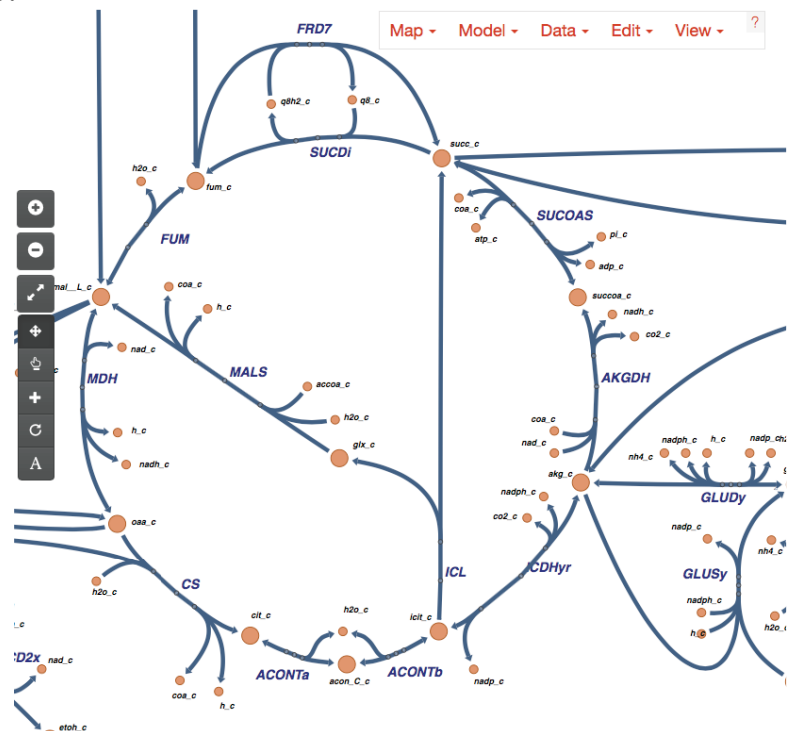 FRD7
Map Model Data Edit View ?
q8h2_c
q8_c
SUCDi
succ_c
h2o_c
fum_c
coa_c
SUCOAS
atp_c
pi_c
FUM
adp_c
mal__L_c
coa_c
h_c
succoa_c
nadh_c
co2_c
nad_c
MDH
MALS
AKGDH
accoa_c
h2o_c
coa_c
h_c
nad_c
glx_c
nadh_c
nadph_c
h_c
nadp_c
nh4_c
akg_c
nadph_c
GLUDy
co2_c
oaa_c
nadp_c
nh4_c
ICL
CDHyr
GLUSy
CS
h2o_c
nadph_c
cit_c
h2o_c
icit_c
h_c
h2o_c
CD2x
nad_c
ACONTa
acon_C_c
ACONTb
nadp_c
coa_c
h_c
etoh_c
A